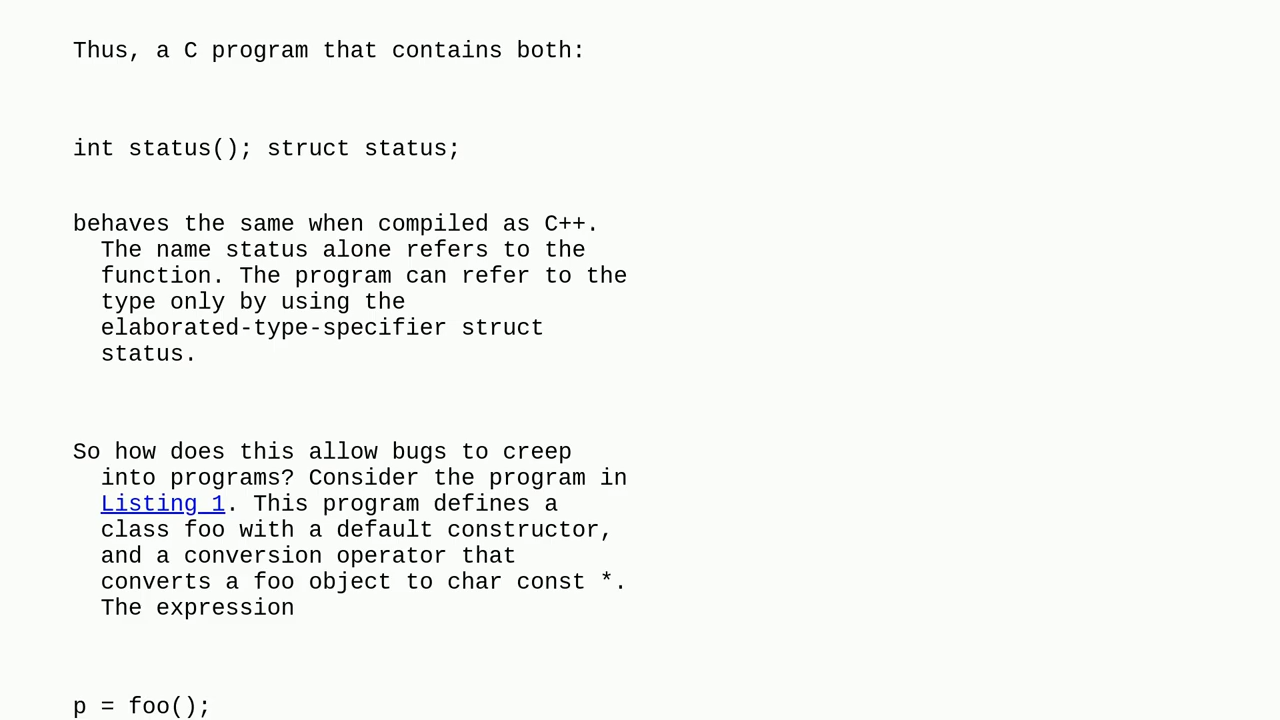 Thus, a C program that contains both:
int status(); struct status;
behaves the same when compiled as C++.
The name status alone refers to the
function. The program can refer to the
type only by using the
elaborated-type-specifier struct
status.
So how does this allow bugs to creep
into programs? Consider the program in
Listing 1. This program defines a
class foo with a default constructor,
and a conversion operator that
converts a foo object to char const *.
The expression
p = foo();